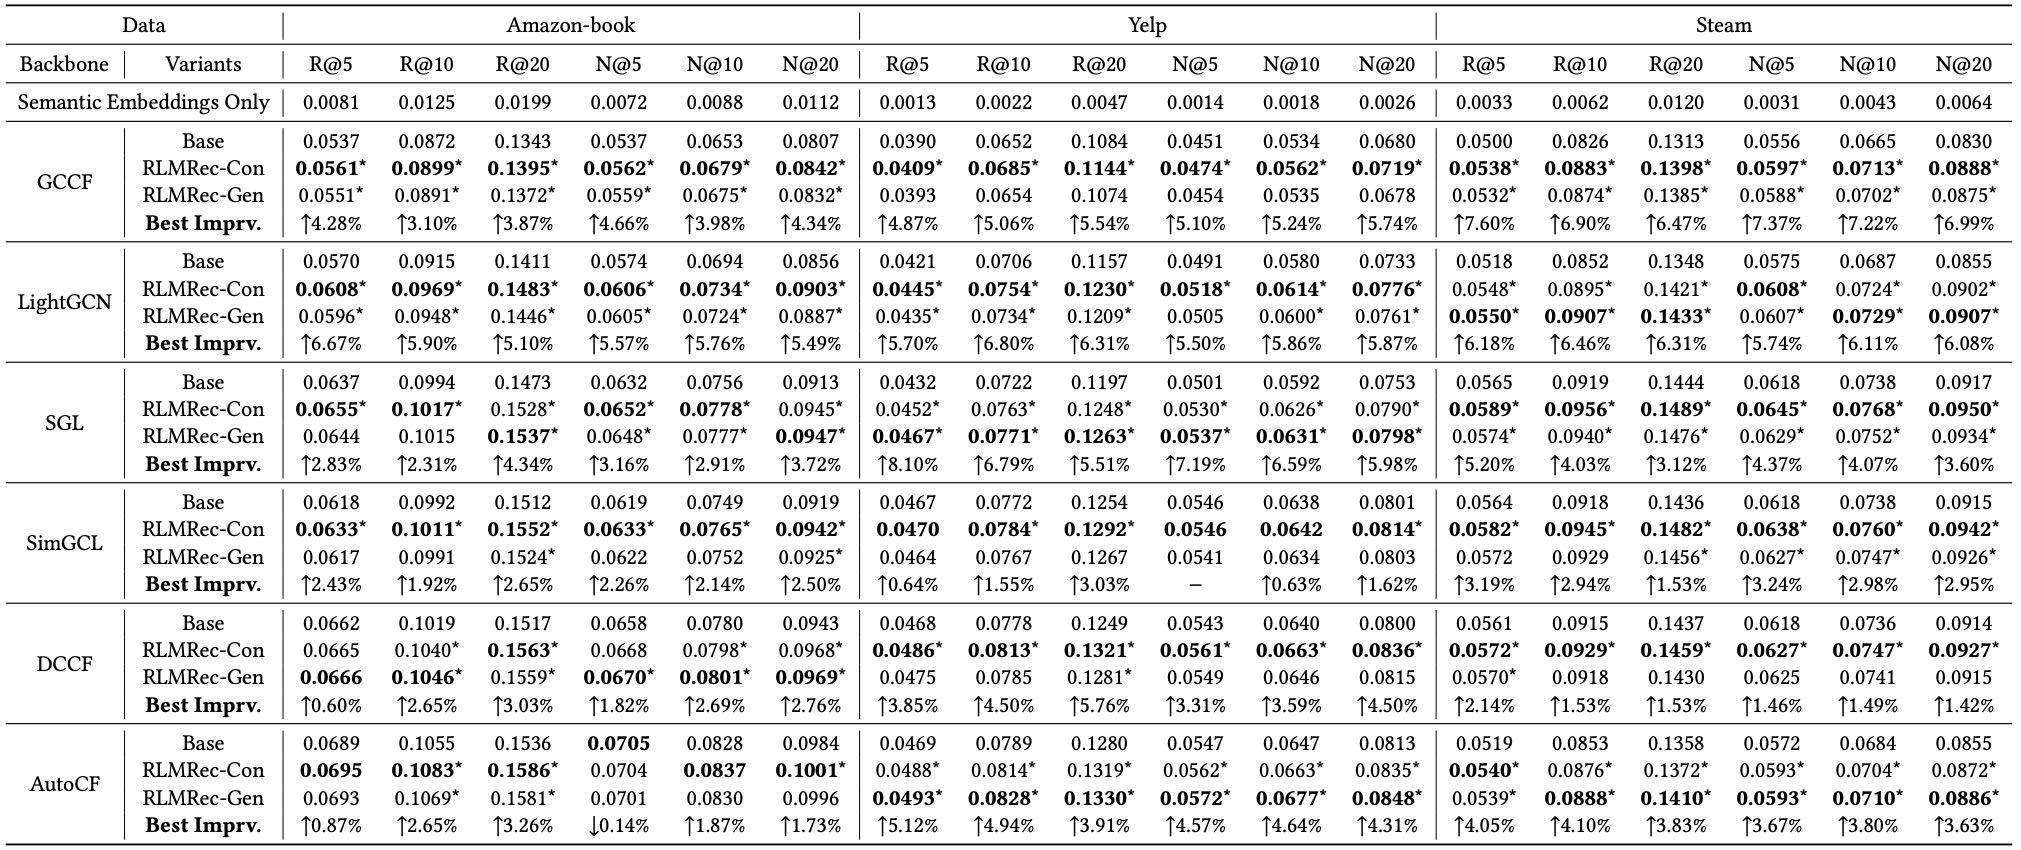 Data Amazon-book Yelp Steam
Backbone Variants R@5 R@10 R@20 N@5 N@10 N@20 R@5 R@10 R@20 N@5 N@10 N@20 R@5 R@10 R@20 N@5 N@10 N@20
Semantic Embeddings Only 0.0081 0.0125 0.0199 0.0072 0.0088 0.0112 0.0013 0.0022 0.0047 0.0014 0.0018 0.0026 0.0033 0.0062 0.0120 0.0031 0.0043 0.0064
Base 0.0537 0.0872 0.1343 0.0537 0.0653 0.0807 0.0390 0.0652 0.1084 0.0451 0.0534 0.0680 0.0500 0.0826 0.1313 0.0556 0.0665 0.0830
RLMRec-Con 0.0561* 0.0899* 0.1395* 0.0562* 0.0679* 0.0842* 0.0409* 0.0685* 0.1144* 0.0474* 0.0562* 0.0719* 0.0538* 0.0883* 0.1398* 0.0597* 0.0713* 0.0888*
GCCF
RLMRec-Gen 0.0551* 0.0891* 0.1372* 0.0559* 0.0675* 0.0832* 0.0393 0.0654 0.1074 0.0454 0.0535 0.0678 0.0532* 0.0874* 0.1385* 0.0588* 0.0702* 0.0875*
Best Imprv. ↑4.28% ↑3.10% ↑3.87% ↑4.66% ↑3.98% ↑4.34% ↑4.87% ↑5.06% ↑5.54% ↑5.10% ↑5.24% ↑5.74% ↑7.60% ↑6.90% ↑6.47% ↑7.37% ↑7.22% ↑6.99%
Base 0.0570 0.0915 0.1411 0.0574 0.0694 0.0856 0.0421 0.0706 0.1157 0.0491 0.0580 0.0733 0.0518 0.0852 0.1348 0.0575 0.0687 0.0855
RLMRec-Con 0.0608* 0.0969* 0.1483* 0.0606* 0.0734* 0.0903* 0.0445* 0.0754* 0.1230* 0.0518* 0.0614* 0.0776* 0.0548* 0.0895* 0.1421* 0.0608* 0.0724* 0.0902*
LightGCN
RLMRec-Gen 0.0596* 0.0948* 0.1446* 0.0605* 0.0724* 0.0887* 0.0435* 0.0734* 0.1209* 0.0505 0.0600* 0.0761* 0.0550* 0.0907* 0.1433* 0.0607* 0.0729* 0.0907*
Best Imprv. ↑6.67% ↑5.90% ↑5.10% ↑5.57% ↑5.76% ↑5.49% ↑5.70% ↑6.80% ↑6.31% ↑5.50% ↑5.86% ↑5.87% ↑6.18% ↑6.46% ↑6.31% ↑5.74% ↑6.11% ↑6.08%
Base 0.0637 0.0994 0.1473 0.0632 0.0756 0.0913 0.0432 0.0722 0.1197 0.0501 0.0592 0.0753 0.0565 0.0919 0.1444 0.0618 0.0738 0.0917
RLMRec-Con 0.0655* 0.1017* 0.1528* 0.0652* 0.0778* 0.0945* 0.0452* 0.0763* 0.1248* 0.0530* 0.0626* 0.0790* 0.0589* 0.0956* 0.1489* 0.0645* 0.0768* 0.0950*
SGL
RLMRec-Gen 0.0644 0.1015 0.1537* 0.0648* 0.0777* 0.0947* 0.0467* 0.0771* 0.1263* 0.0537* 0.0631* 0.0798* 0.0574* 0.0940* 0.1476* 0.0629* 0.0752* 0.0934*
Best Imprv. ↑2.83% ↑2.31% ↑4.34% ↑3.16% ↑2.91% ↑3.72% ↑8.10% ↑6.79% ↑5.51% ↑7.19% ↑6.59% ↑5.98% ↑5.20% ↑4.03% ↑3.12% ↑4.37% ↑4.07% ↑3.60%
Base 0.0618 0.0992 0.1512 0.0619 0.0749 0.0919 0.0467 0.0772 0.1254 0.0546 0.0638 0.0801 0.0564 0.0918 0.1436 0.0618 0.0738 0.0915
RLMRec-Con 0.0633* 0.1011* 0.1552* 0.0633* 0.0765* 0.0942* 0.0470 0.0784* 0.1292* 0.0546 0.0642 0.0814* 0.0582* 0.0945* 0.1482* 0.0638* 0.0760* 0.0942*
SimGCL
RLMRec-Gen 0.0617 0.0991 0.1524* 0.0622 0.0752 0.0925* 0.0464 0.0767 0.1267 0.0541 0.0634 0.0803 0.0572 0.0929 0.1456* 0.0627* 0.0747* 0.0926*
Best Imprv. ↑2.43% ↑1.92% ↑2.65% ↑2.26% ↑2.14% ↑2.50% ↑0.64% ↑1.55% ↑3.03% – ↑0.63% ↑1.62% ↑3.19% ↑2.94% ↑1.53% ↑3.24% ↑2.98% ↑2.95%
Base 0.0662 0.1019 0.1517 0.0658 0.0780 0.0943 0.0468 0.0778 0.1249 0.0543 0.0640 0.0800 0.0561 0.0915 0.1437 0.0618 0.0736 0.0914
RLMRec-Con 0.0665 0.1040* 0.1563* 0.0668 0.0798* 0.0968* 0.0486* 0.0813* 0.1321* 0.0561* 0.0663* 0.0836* 0.0572* 0.0929* 0.1459* 0.0627* 0.0747* 0.0927*
DCCF
RLMRec-Gen 0.0666 0.1046* 0.1559* 0.0670* 0.0801* 0.0969* 0.0475 0.0785 0.1281* 0.0549 0.0646 0.0815 0.0570* 0.0918 0.1430 0.0625 0.0741 0.0915
Best Imprv. ↑0.60% ↑2.65% ↑3.03% ↑1.82% ↑2.69% ↑2.76% ↑3.85% ↑4.50% ↑5.76% ↑3.31% ↑3.59% ↑4.50% ↑2.14% ↑1.53% ↑1.53% ↑1.46% ↑1.49% ↑1.42%
Base 0.0689 0.1055 0.1536 0.0705 0.0828 0.0984 0.0469 0.0789 0.1280 0.0547 0.0647 0.0813 0.0519 0.0853 0.1358 0.0572 0.0684 0.0855
RLMRec-Con 0.0695 0.1083* 0.1586* 0.0704 0.0837 0.1001* 0.0488* 0.0814* 0.1319* 0.0562* 0.0663* 0.0835* 0.0540* 0.0876* 0.1372* 0.0593* 0.0704* 0.0872*
AutoCF
RLMRec-Gen 0.0693 0.1069* 0.1581* 0.0701 0.0830 0.0996 0.0493* 0.0828* 0.1330* 0.0572* 0.0677* 0.0848* 0.0539* 0.0888* 0.1410* 0.0593* 0.0710* 0.0886*
Best Imprv. ↑0.87% ↑2.65% ↑3.26% ↓0.14% ↑1.87% ↑1.73% ↑5.12% ↑4.94% ↑3.91% ↑4.57% ↑4.64% ↑4.31% ↑4.05% ↑4.10% ↑3.83% ↑3.67% ↑3.80% ↑3.63%